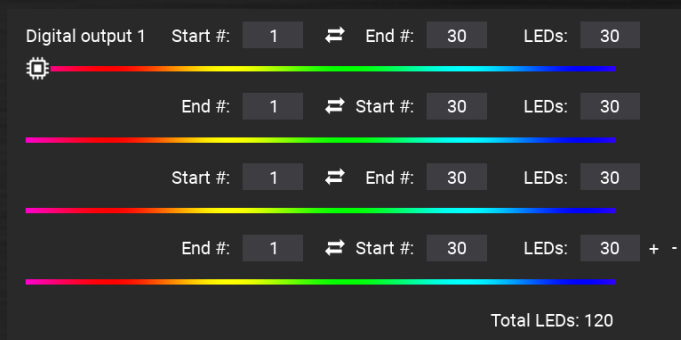 Digital output 1 Start #: 1 End #: 30 LEDs: 30
End #: 1 Start #: 30 LEDs: 30
Start #: 1 End #: 30 LEDs: 30
End #: 1 Start #: 30 LEDs: 30 + -
Total LEDs: 120